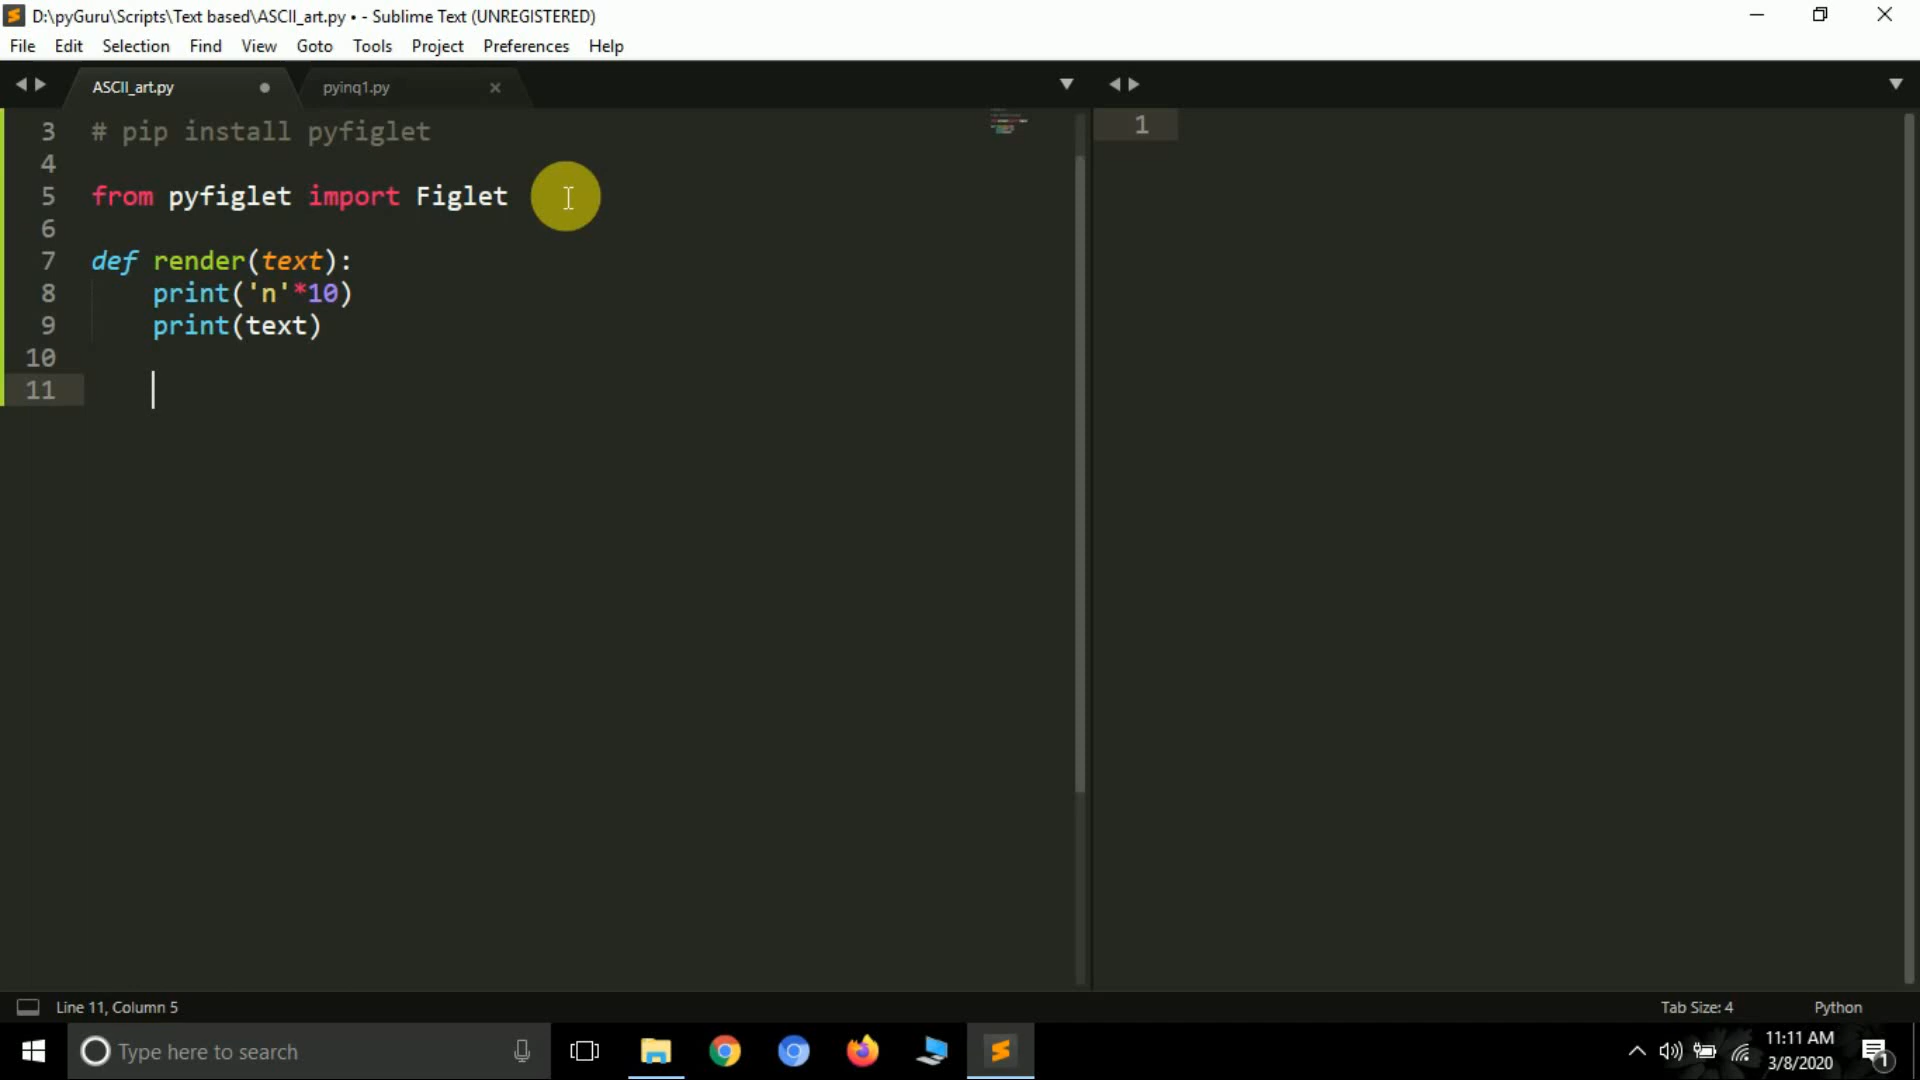 D:\pyGuru\Scripts\Text based\ASCII_art.py • - Sublime Text (UNREGISTERED)
File Edit Selection Find View Goto Tools Project Preferences Help
ASCII_art.py pyinq1.py
3 # pip install pyfiglet 1
4
5 from pyfiglet import Figlet
6
7 def render(text):
8 print('n'*10)
9 print(text)
10
11
Line 11, Column 5 Tab Size: 4 Python
Type here to search 11:11 AM
3/8/2020 1